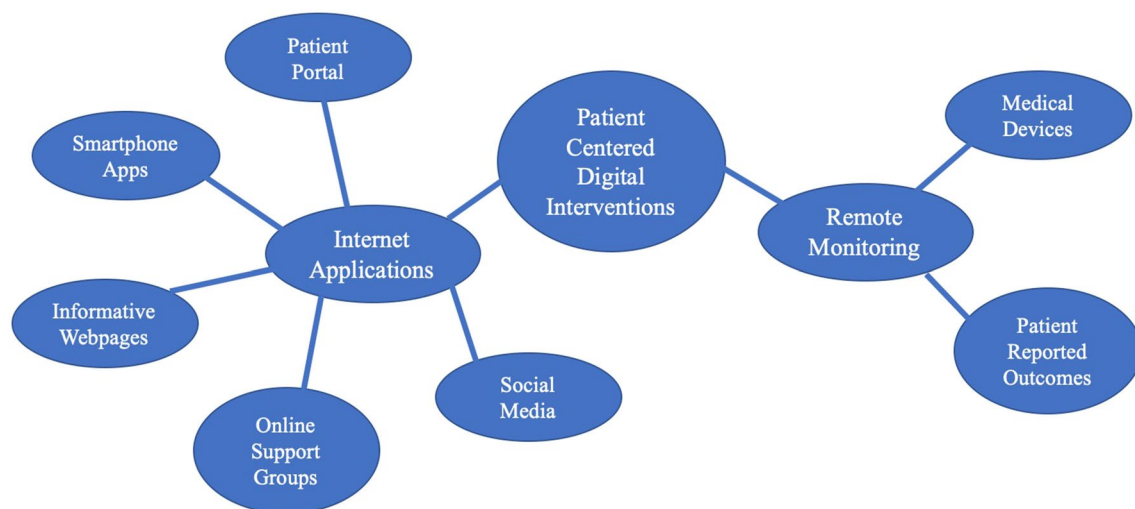 Patient
Portal
Patient
Centered
Digital
Interventions
Medical
Devices
Smartphone
Apps
Internet
Applications
Remote
Monitoring
Informative
Webpages
Online
Support
Groups
Social
Media
Patient
Reported
Outcomes